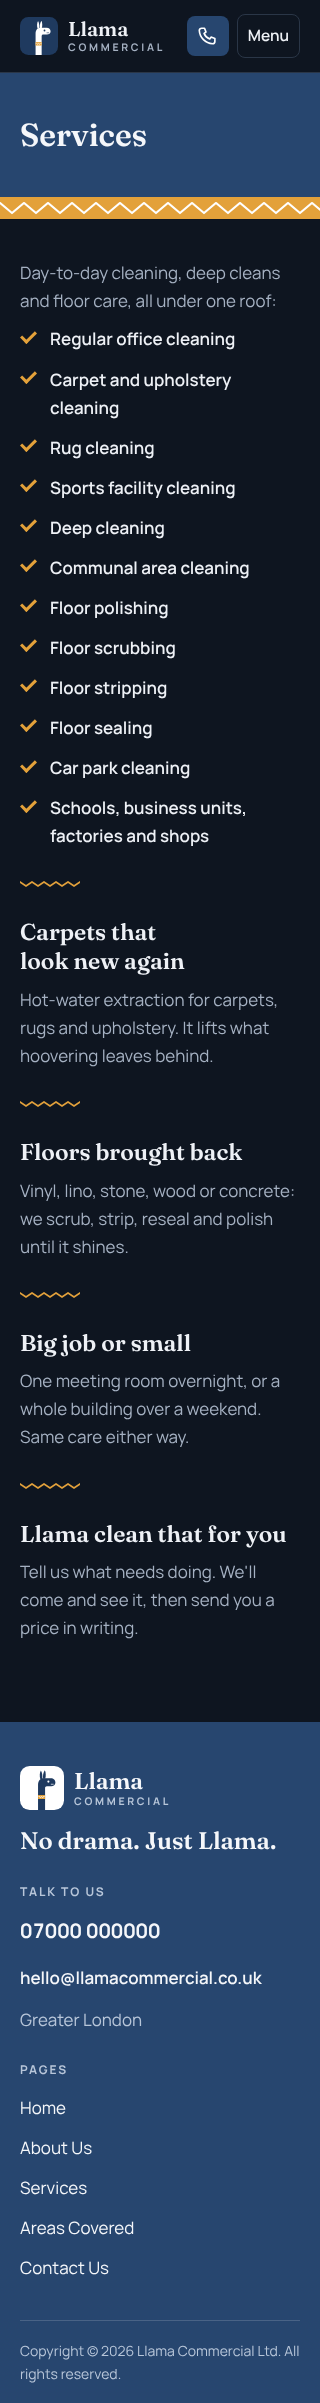 Llama
COMMERCIAL
Menu
Services
Day-to-day cleaning, deep cleans
and floor care, all under one roof:
Regular office cleaning
Carpet and upholstery
cleaning
Rug cleaning
Sports facility cleaning
Deep cleaning
Communal area cleaning
Floor polishing
Floor scrubbing
Floor stripping
Floor sealing
Car park cleaning
Schools, business units,
factories and shops
Carpets that
look new again
Hot-water extraction for carpets,
rugs and upholstery. It lifts what
hoovering leaves behind.
Floors brought back
Vinyl, lino, stone, wood or concrete:
we scrub, strip, reseal and polish
until it shines.
Big job or small
One meeting room overnight, or a
whole building over a weekend.
Same care either way.
Llama clean that for you
Tell us what needs doing. We'll
come and see it, then send you a
price in writing.
Llama
COMMERCIAL
No drama. Just Llama.
TALK TO US
07000 000000
hello@llamacommercial.co.uk
Greater London
PAGES
Home
About Us
Services
Areas Covered
Contact Us
Copyright © 2026 Llama Commercial Ltd. All
rights reserved.